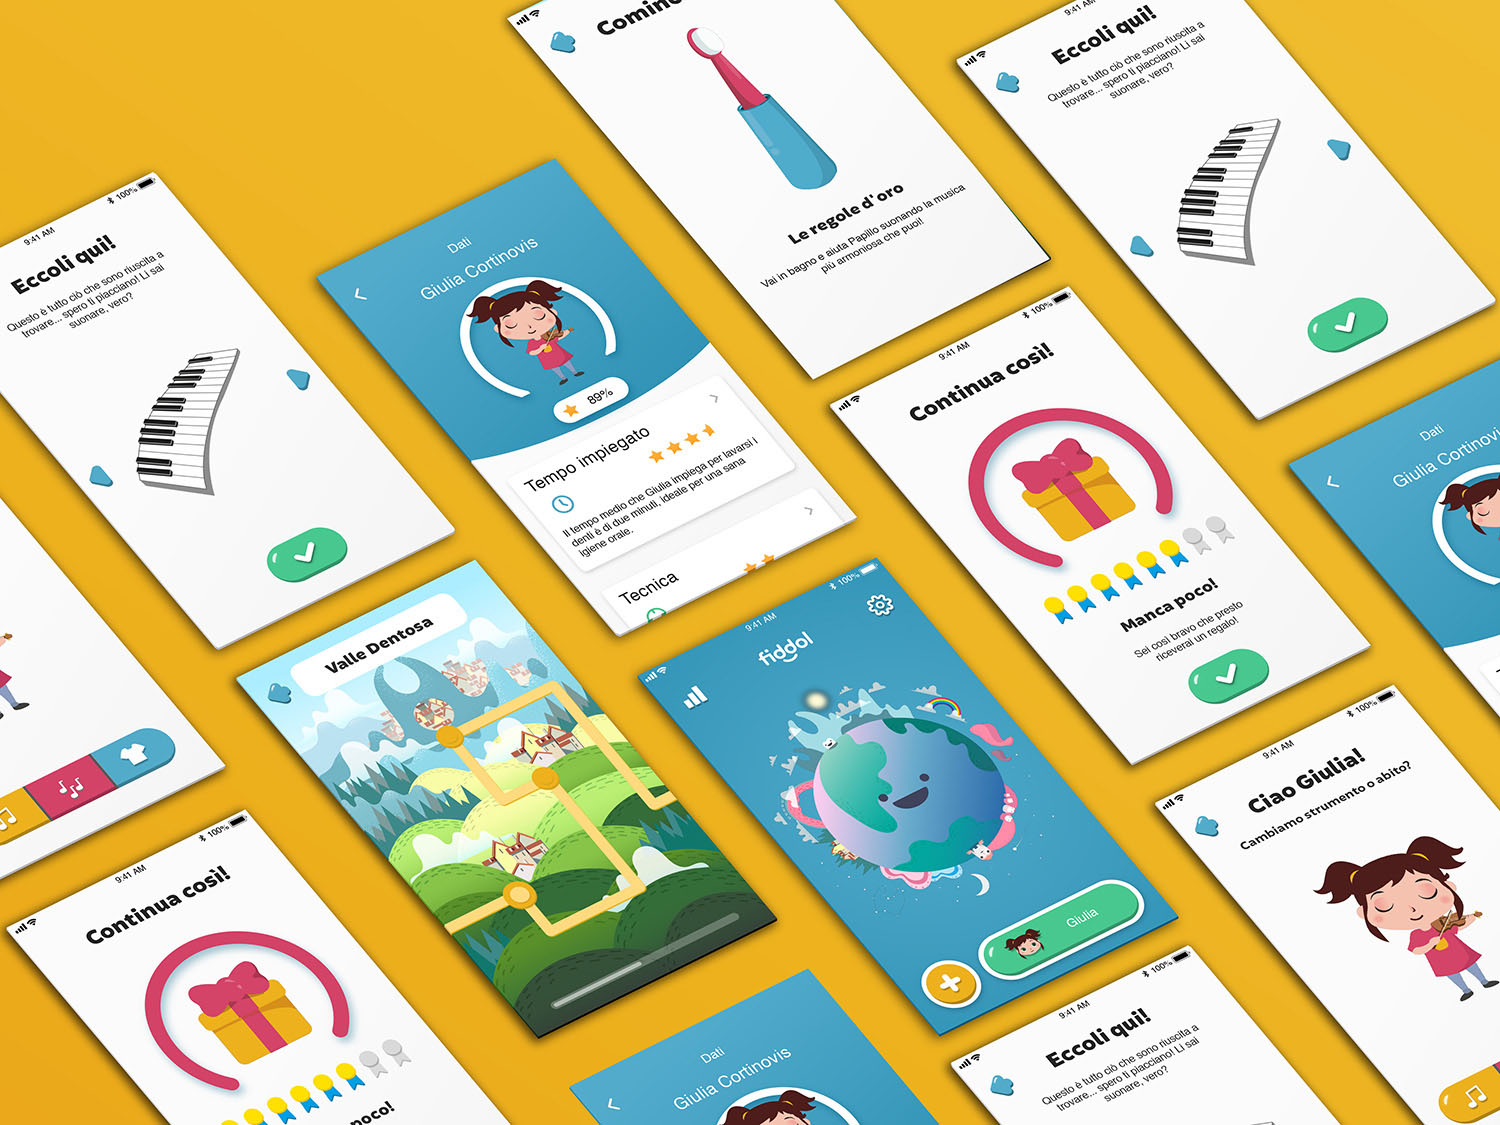 Comin
Le regole d'oro
Vai in bagno e aiuta Papillo suonando la musica
più armoniosa che puoi!
9:41 AM
Eccoli qui!
Questo è tutto ciò che sono riuscita a
trovare... spero ti piacciano! Li sai
suonare, vero?
100%
9:41 AM
Eccoli qui!
Questo è tutto ciò che sono riuscita a
trovare... spero ti piacciano! Li sai
suonare, vero?
Dati
Giulia Cortinovis
89%
Tempo impiegato
Il tempo medio che Giulia impiega per lavarsi i
denti è di due minuti, ideale per una sana
igiene orale.
Tecnica
100%
9:41 AM
Continua così!
Manca poco!
Sei così bravo che presto
riceverai un regalo!
Dati
Giulia Cortinovis
Valle Dentosa
100%
9:41 AM
fiddol
Giulia
100%
9:41 AM
Ciao Giulia!
Cambiamo strumento o abito?
100%
9:41 AM
Continua così!
poco!
Dati
Giulia Cortinovis
100%
9:41 AM
Eccoli qui!
Questo è tutto ciò che sono riuscita a
trovare... spero ti piacciano! Li sai
suonare, vero?